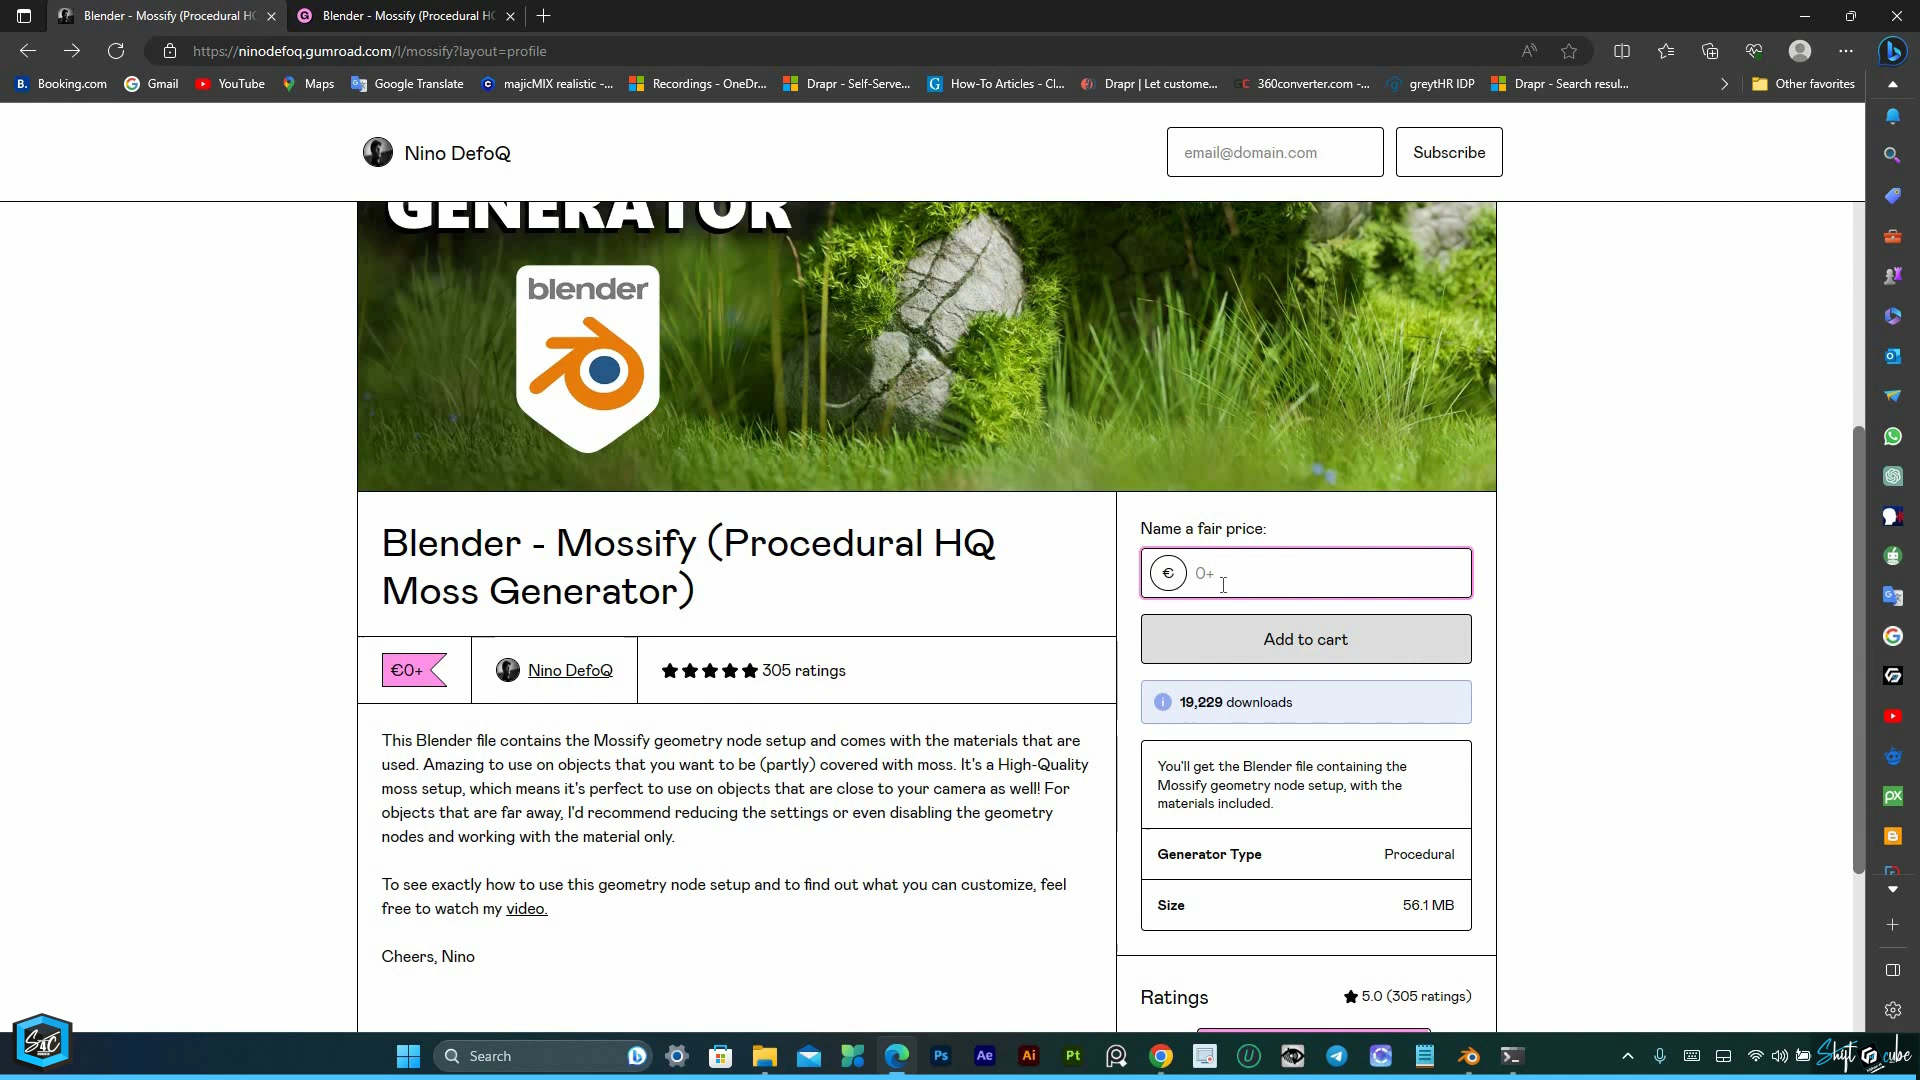 Blender - Mossify (Procedural HC
Blender - Mossify (Procedural HC
https://ninodefoq.gumroad.com/l/mossify?layout=profile
Booking.com
Gmail
YouTube
Maps
Google Translate
majicMIX realistic -...
Recordings - OneDr...
Drapr - Self-Serve...
How-To Articles - Cl...
Drapr | Let custome...
360converter.com -...
greytHR IDP
Drapr - Search resul...
Other favorites
Nino DefoQ
email@domain.com
Subscribe
GENERATOR
blender
Blender - Mossify (Procedural HQ
Moss Generator)
€0+
Nino DefoQ
305 ratings
This Blender file contains the Mossify geometry node setup and comes with the materials that are
used. Amazing to use on objects that you want to be (partly) covered with moss. It's a High-Quality
moss setup, which means it's perfect to use on objects that are close to your camera as well! For
objects that are far away, I'd recommend reducing the settings or even disabling the geometry
nodes and working with the material only.
To see exactly how to use this geometry node setup and to find out what you can customize, feel
free to watch my video.
Cheers, Nino
Name a fair price:
€ 0+
Add to cart
19,229 downloads
You'll get the Blender file containing the
Mossify geometry node setup, with the
materials included.
Generator Type Procedural
Size 56.1 MB
Ratings
5.0 (305 ratings)
Search
Ps
Ae
Ai
Pt